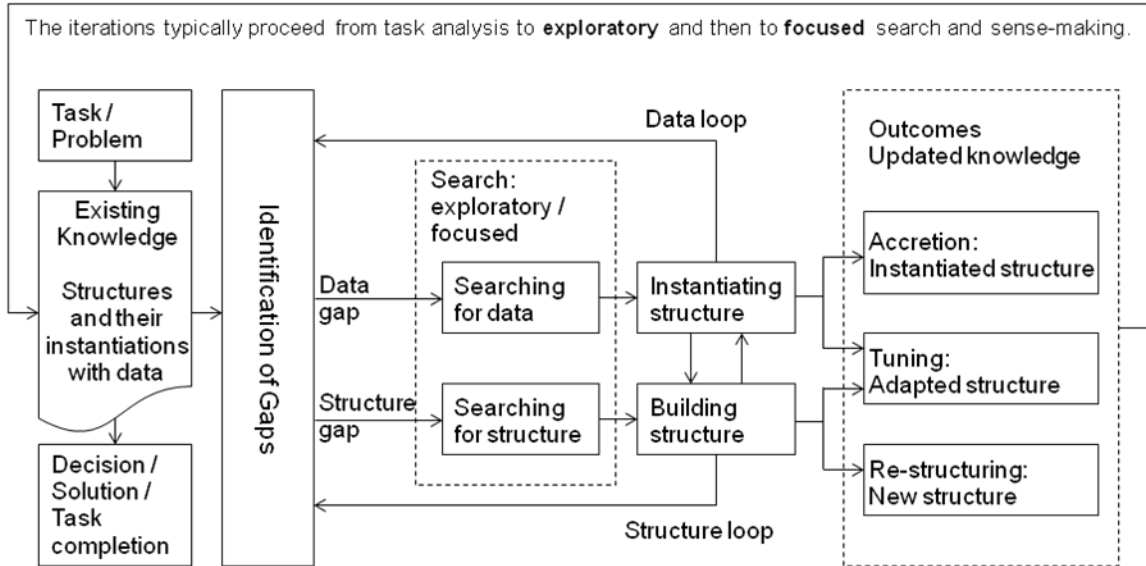 The iterations typically proceed from task analysis to exploratory and then to focused search and sense-making.
Task /
Problem
Existing
Knowledge
Structures
and their
instantiations
with data
Decision /
Solution /
Task
completion
Identification of Gaps
Data
gap
Structure
gap
Search:
exploratory /
focused
Searching
for data
Searching
for structure
Data loop
Instantiating
structure
Building
structure
Structure loop
Outcomes
Updated knowledge
Accretion:
Instantiated structure
Tuning:
Adapted structure
Re-structuring:
New structure